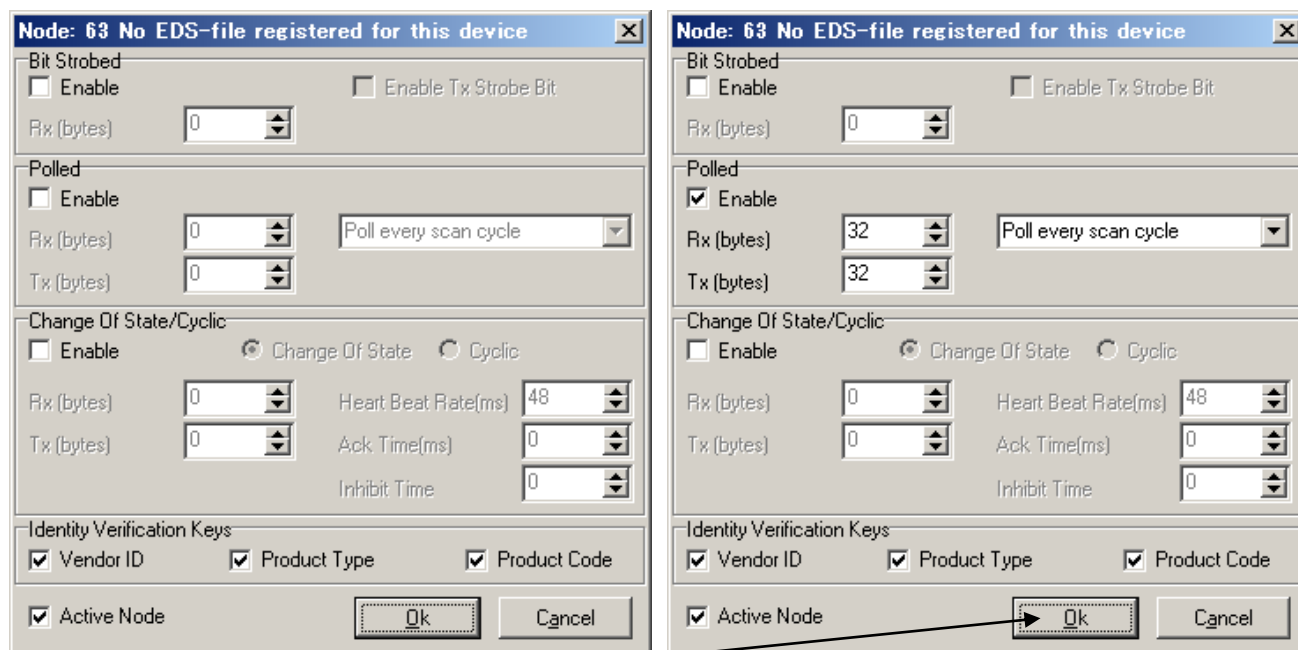 Node: 63 No EDS-file registered for this device
Bit Strobed
Enable Enable Tx Strobe Bit
Rx (bytes) 0
Polled
Enable
Rx (bytes) 0 Poll every scan cycle
Tx (bytes) 0
Change Of State/Cyclic
Enable Change Of State Cyclic
Rx (bytes) 0 Heart Beat Rate(ms) 48
Tx (bytes) 0 Ack Time(ms) 0
Inhibit Time 0
Identity Verification Keys
Vendor ID Product Type Product Code
Active Node Ok Cancel
Node: 63 No EDS-file registered for this device
Bit Strobed
Enable Enable Tx Strobe Bit
Rx (bytes) 0
Polled
Enable
Rx (bytes) 32 Poll every scan cycle
Tx (bytes) 32
Change Of State/Cyclic
Enable Change Of State Cyclic
Rx (bytes) 0 Heart Beat Rate(ms) 48
Tx (bytes) 0 Ack Time(ms) 0
Inhibit Time 0
Identity Verification Keys
Vendor ID Product Type Product Code
Active Node Ok Cancel